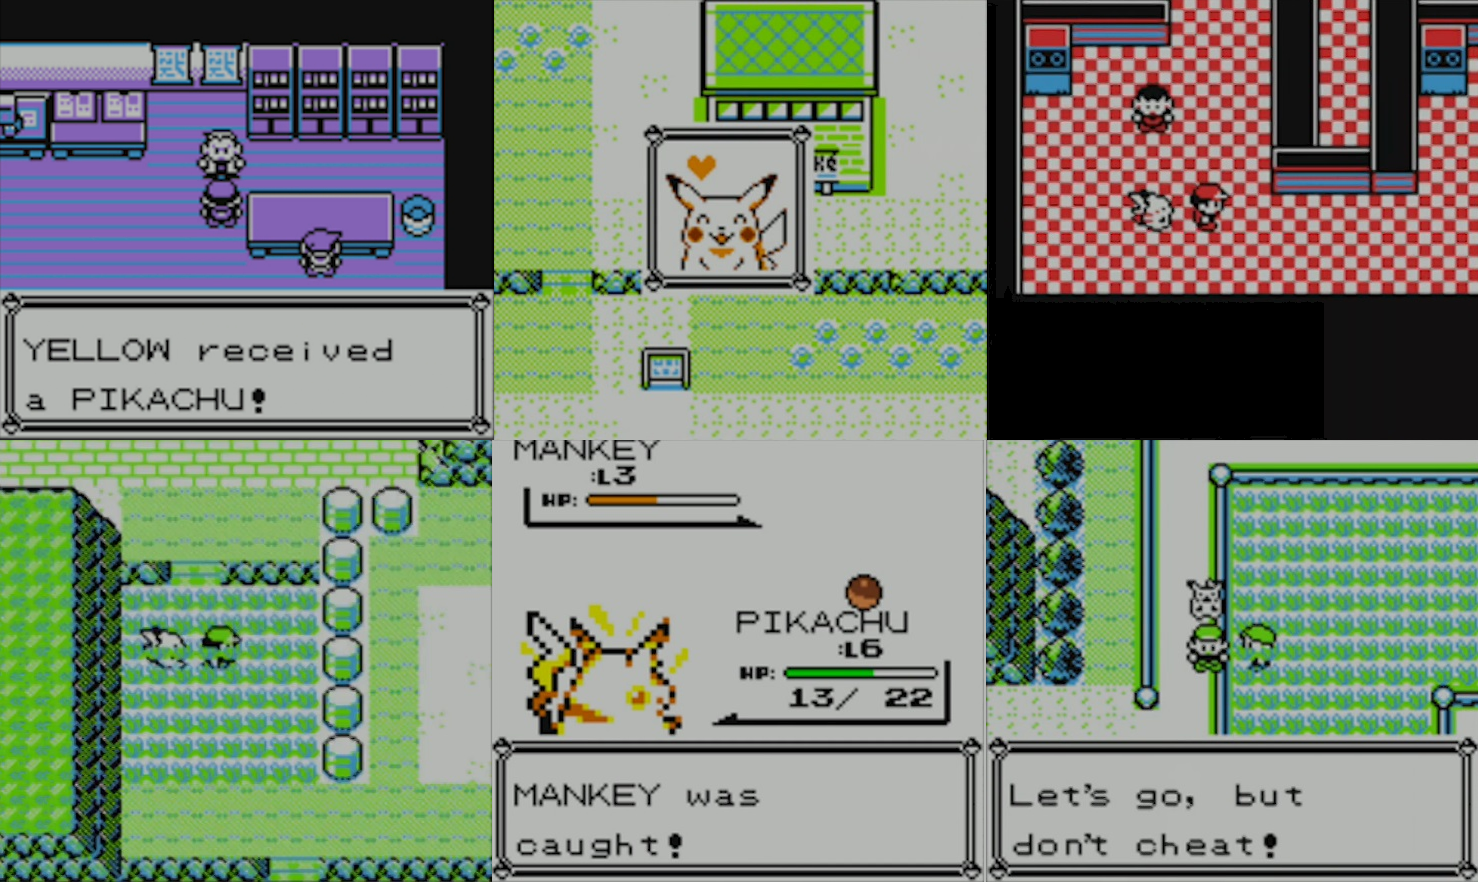 YELLOW received
a PIKACHU!
MANKEY
:L3
HP:
PIKACHU
:L6
HP:
13/ 22
MANKEY was
caught!
Let's go, but
don't cheat!